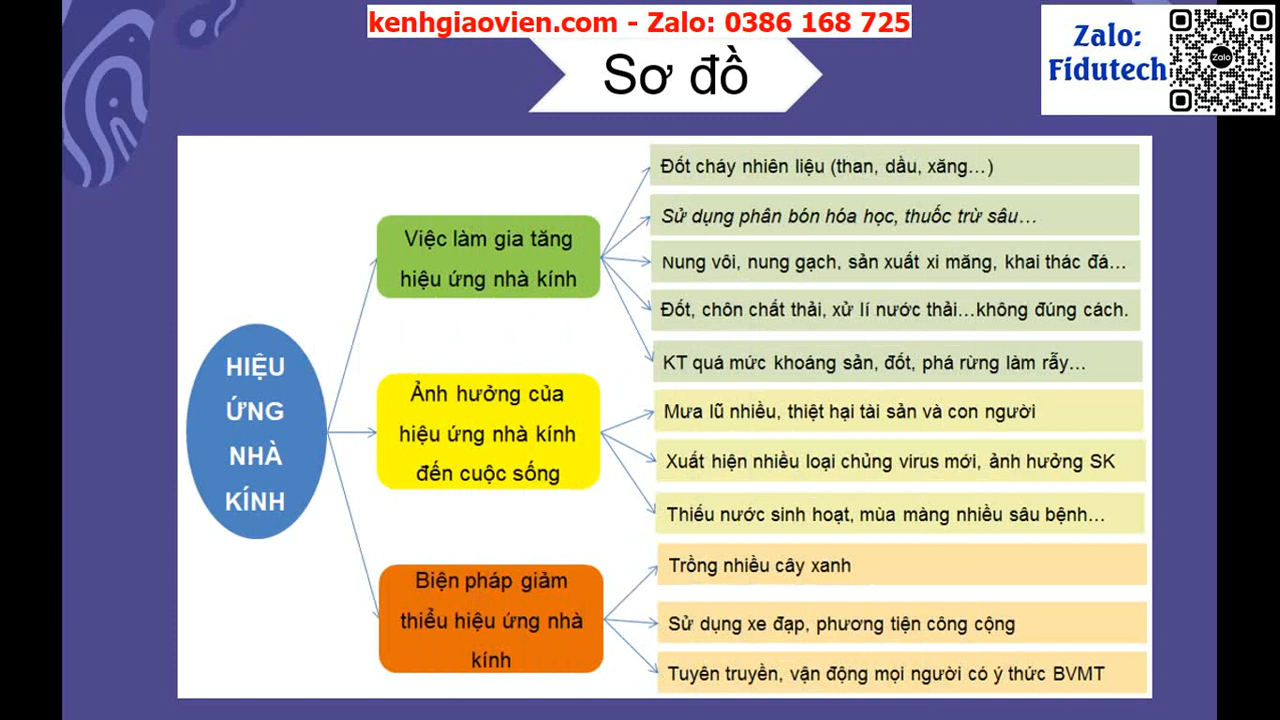 kenhgiaovien.com - Zalo: 0386 168 725
Zalo:
Fidutech
Zalo
Sơ đồ
HIỆU
ỨNG
NHÀ
KÍNH
Việc làm gia tăng
hiệu ứng nhà kính
Đốt cháy nhiên liệu (than, dầu, xăng…)
Sử dụng phân bón hóa học, thuốc trừ sâu…
Nung vôi, nung gạch, sản xuất xi măng, khai thác đá…
Đốt, chôn chất thải, xử lí nước thải…không đúng cách.
KT quá mức khoáng sản, đốt, phá rừng làm rẫy…
Ảnh hưởng của
hiệu ứng nhà kính
đến cuộc sống
Mưa lũ nhiều, thiệt hại tài sản và con người
Xuất hiện nhiều loại chủng virus mới, ảnh hưởng SK
Thiếu nước sinh hoạt, mùa màng nhiều sâu bệnh…
Biện pháp giảm
thiểu hiệu ứng nhà
kính
Trồng nhiều cây xanh
Sử dụng xe đạp, phương tiện công cộng
Tuyên truyền, vận động mọi người có ý thức BVMT